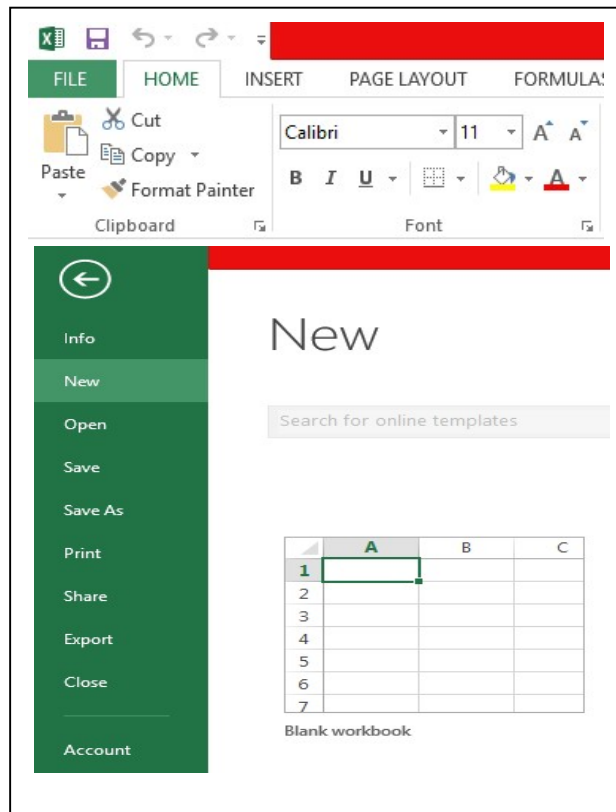 FILE HOME INSERT PAGE LAYOUT FORMULAS
Cut
Copy
Paste
Format Painter
Calibri 11 A A
B I U A
Clipboard Font
Info
New
New
Search for online templates
Open
Save
Save As
Print
Share
Export
Close
Account
A B C
1
2
3
4
5
6
7
Blank workbook